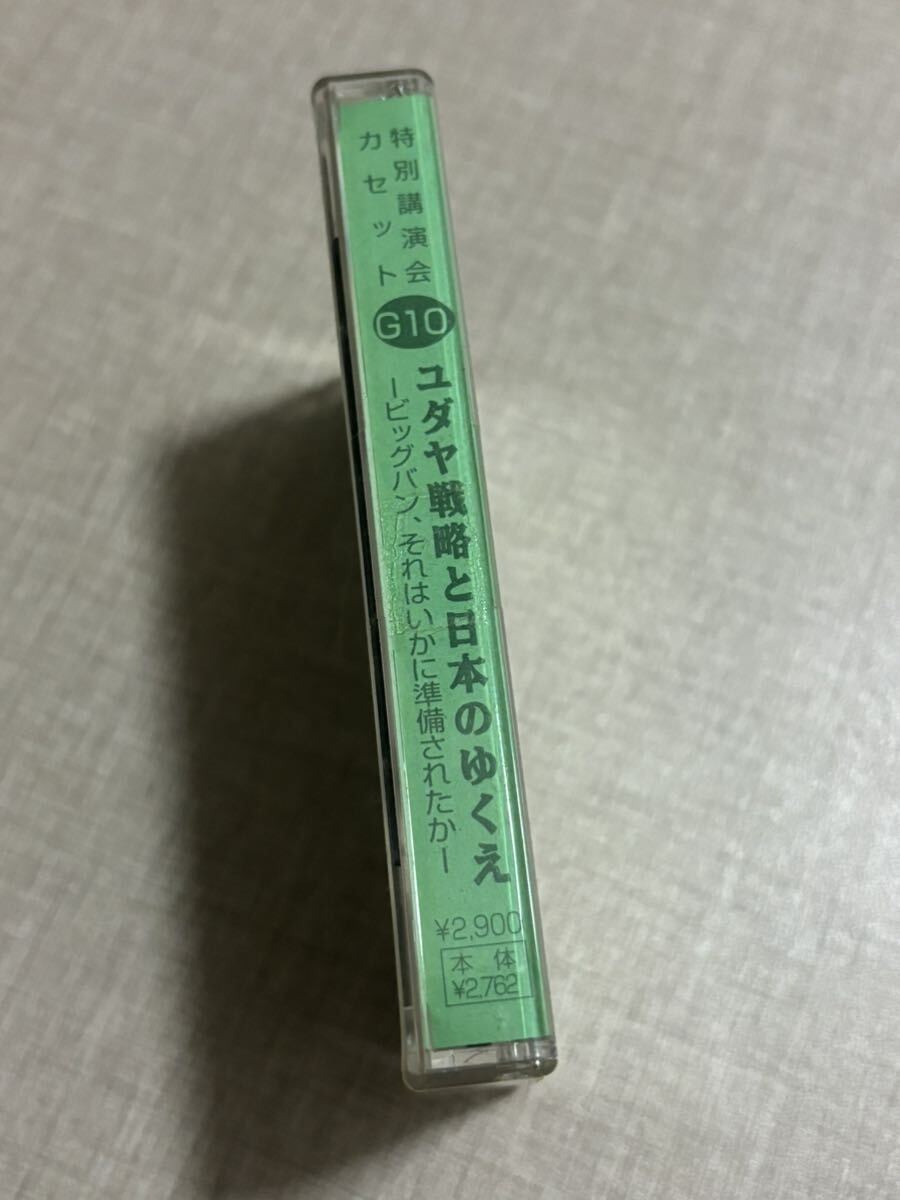 特別講演会
カセット
G10
ユダヤ戦略と日本のゆくえ
―ビッグバン、それはいかに準備されたか―
¥2,900
本体
¥2,762